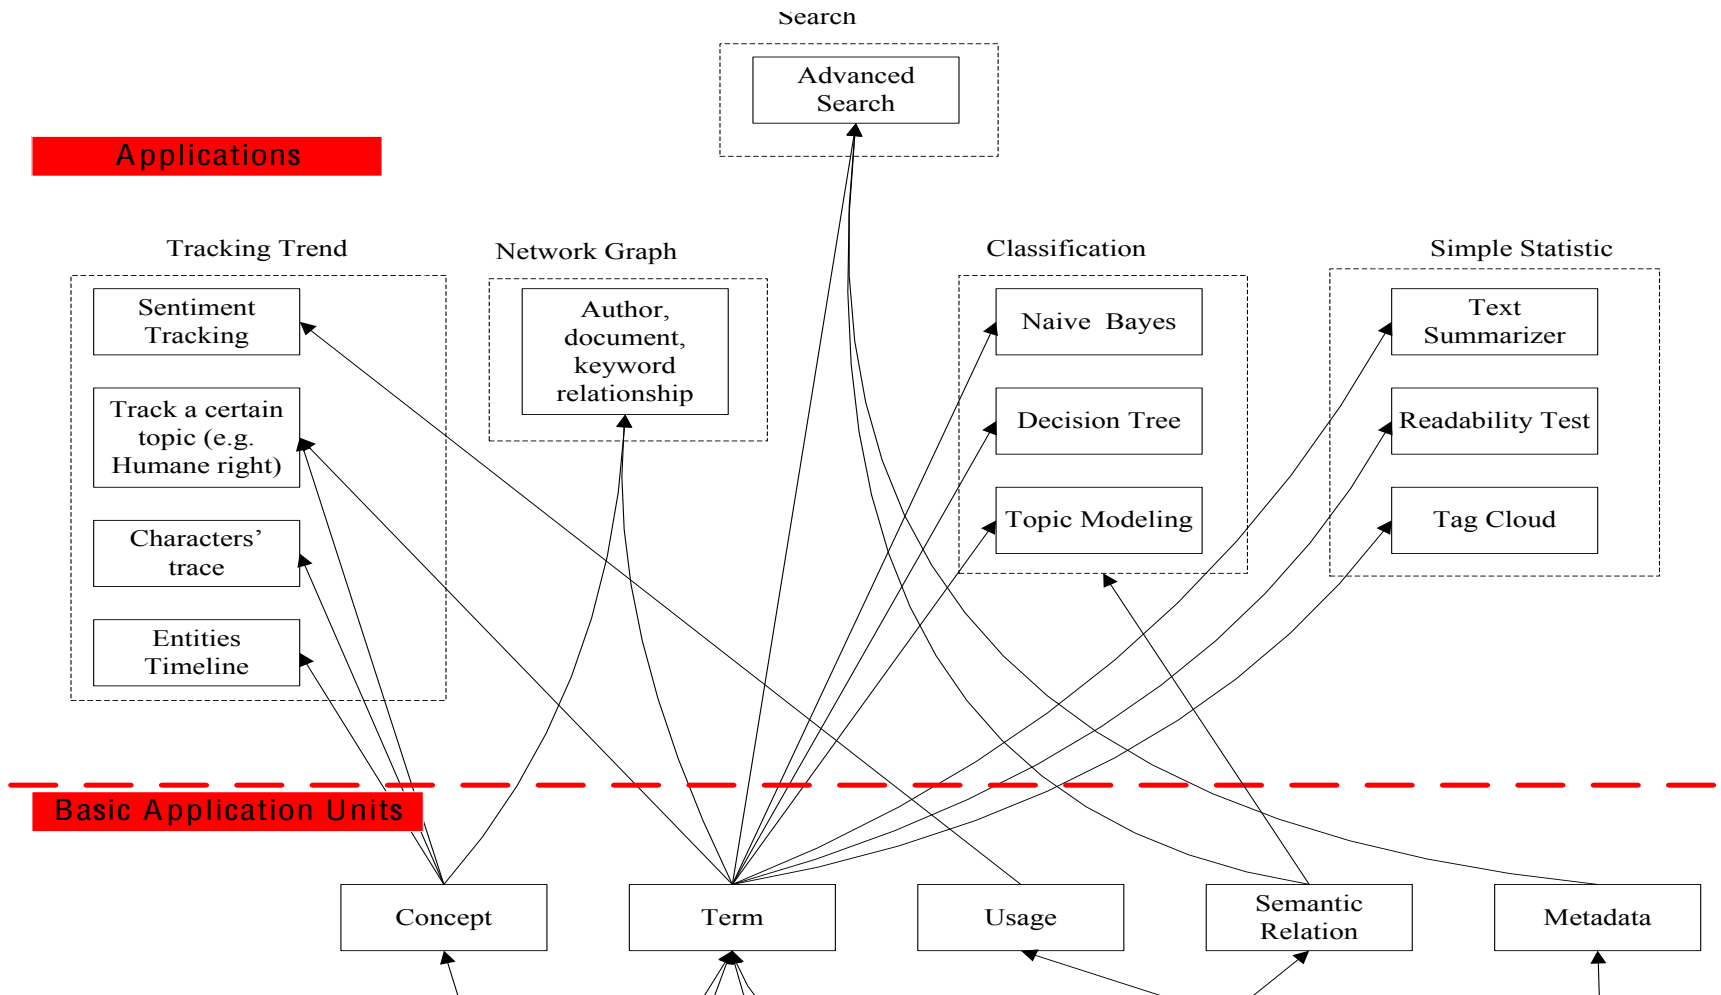 Search
Advanced
Search
Applications
Tracking Trend
Network Graph
Classification
Simple Statistic
Sentiment
Tracking
Author,
document,
keyword
relationship
Naive Bayes
Text
Summarizer
Track a certain
topic (e.g.
Humane right)
Decision Tree
Readability Test
Characters’
trace
Topic Modeling
Tag Cloud
Entities
Timeline
Basic Application Units
Concept
Term
Usage
Semantic
Relation
Metadata